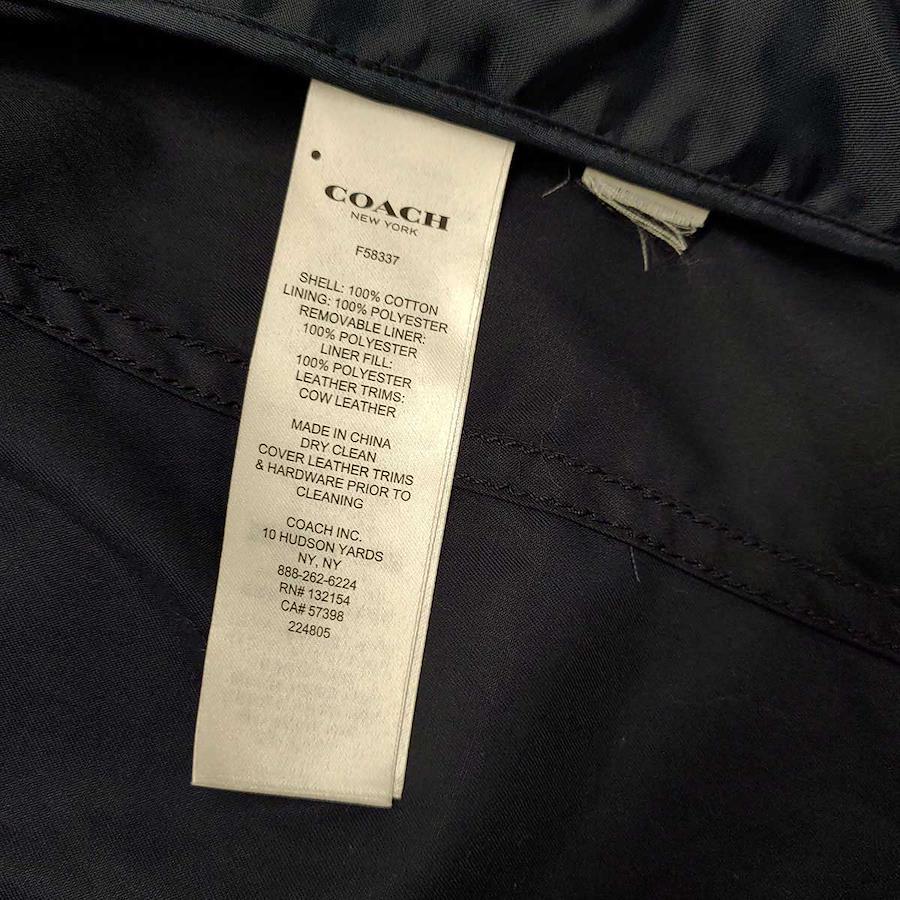 COACH
NEW YORK
F58337
SHELL: 100% COTTON
LINING: 100% POLYESTER
REMOVABLE LINER:
100% POLYESTER
LINER FILL:
100% POLYESTER
LEATHER TRIMS:
COW LEATHER
MADE IN CHINA
DRY CLEAN
COVER LEATHER TRIMS
& HARDWARE PRIOR TO
CLEANING
COACH INC.
10 HUDSON YARDS
NY, NY
888-262-6224
RN# 132154
CA# 57398
224805